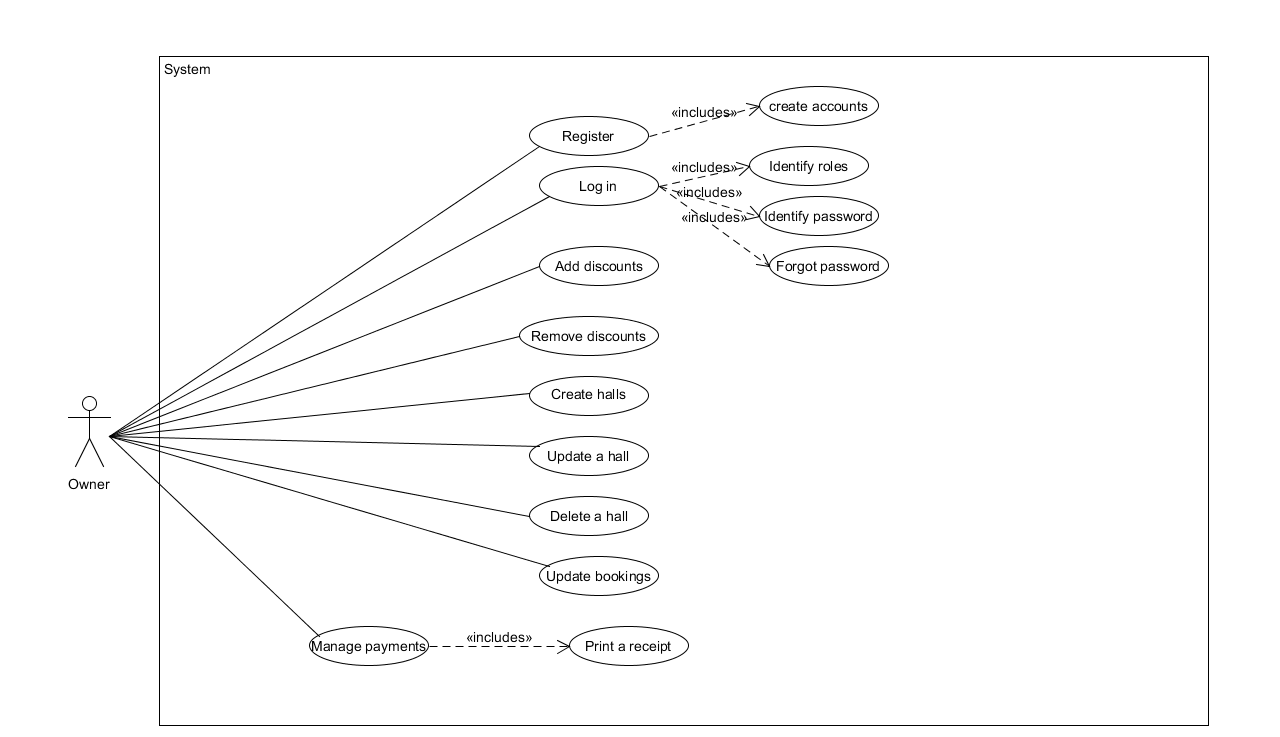 System
«includes»
create accounts
Register
«includes»
Identify roles
Log in
«includes»
Identify password
«includes»
Forgot password
Add discounts
Remove discounts
Create halls
Update a hall
Owner
Delete a hall
Update bookings
Manage payments
«includes»
Print a receipt